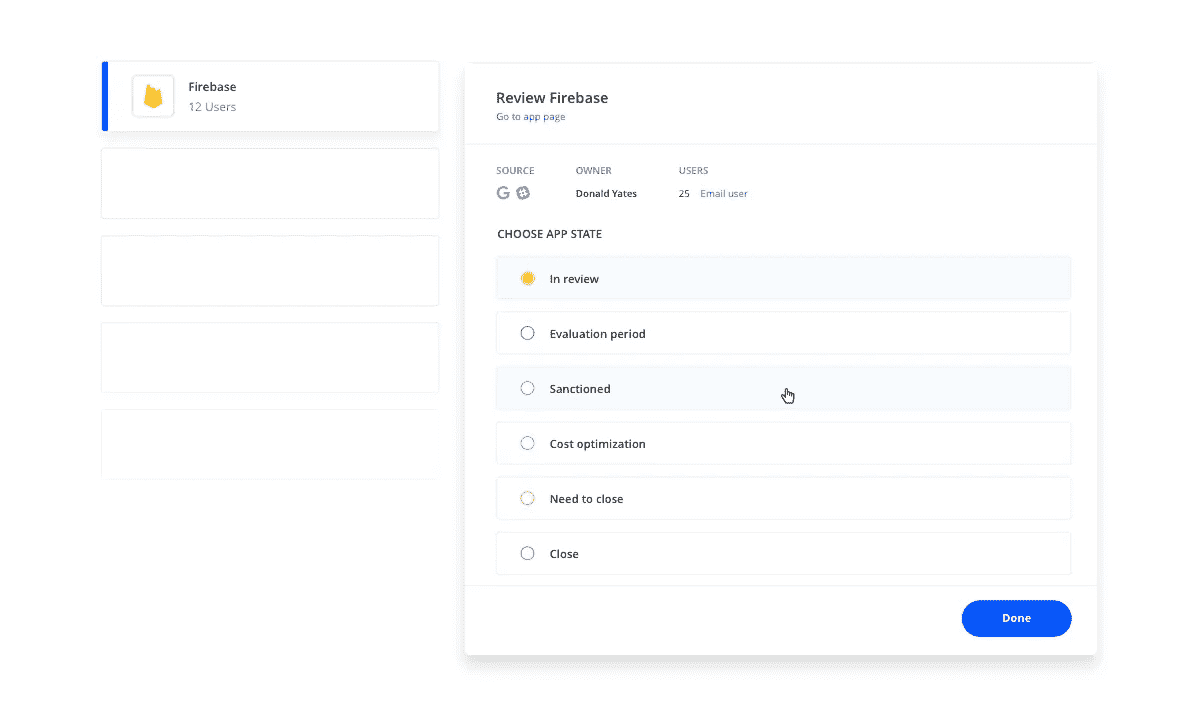 Firebase
12 Users
Review Firebase
Go to app page
SOURCE OWNER USERS
Donald Yates 25 Email user
CHOOSE APP STATE
In review
Evaluation period
Sanctioned
Cost optimization
Need to close
Close
Done